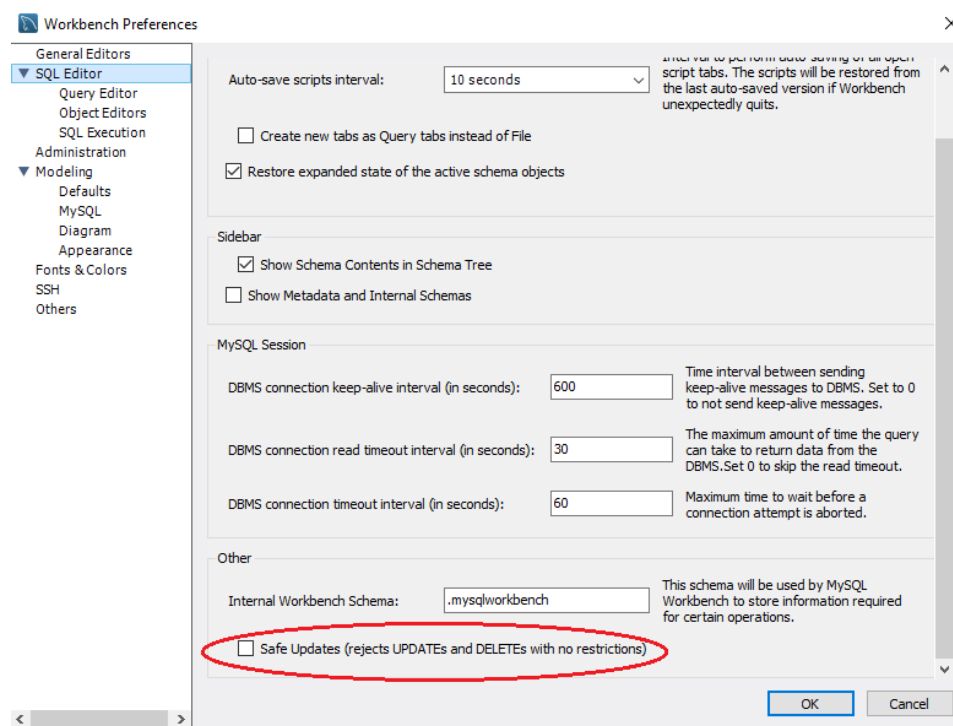 Workbench Preferences
General Editors
SQL Editor
Query Editor
Object Editors
SQL Execution
Administration
Modeling
Defaults
MySQL
Diagram
Appearance
Fonts & Colors
SSH
Others
Auto-save scripts interval:
10 seconds
Interval to perform auto-saving of all open
script tabs. The scripts will be restored from
the last auto-saved version if Workbench
unexpectedly quits.
Create new tabs as Query tabs instead of File
Restore expanded state of the active schema objects
Sidebar
Show Schema Contents in Schema Tree
Show Metadata and Internal Schemas
MySQL Session
DBMS connection keep-alive interval (in seconds):
600
Time interval between sending
keep-alive messages to DBMS. Set to 0
to not send keep-alive messages.
DBMS connection read timeout interval (in seconds):
30
The maximum amount of time the query
can take to return data from the
DBMS.Set 0 to skip the read timeout.
DBMS connection timeout interval (in seconds):
60
Maximum time to wait before a
connection attempt is aborted.
Other
Internal Workbench Schema:
.mysqlworkbench
This schema will be used by MySQL
Workbench to store information required
for certain operations.
Safe Updates (rejects UPDATEs and DELETEs with no restrictions)
OK
Cancel